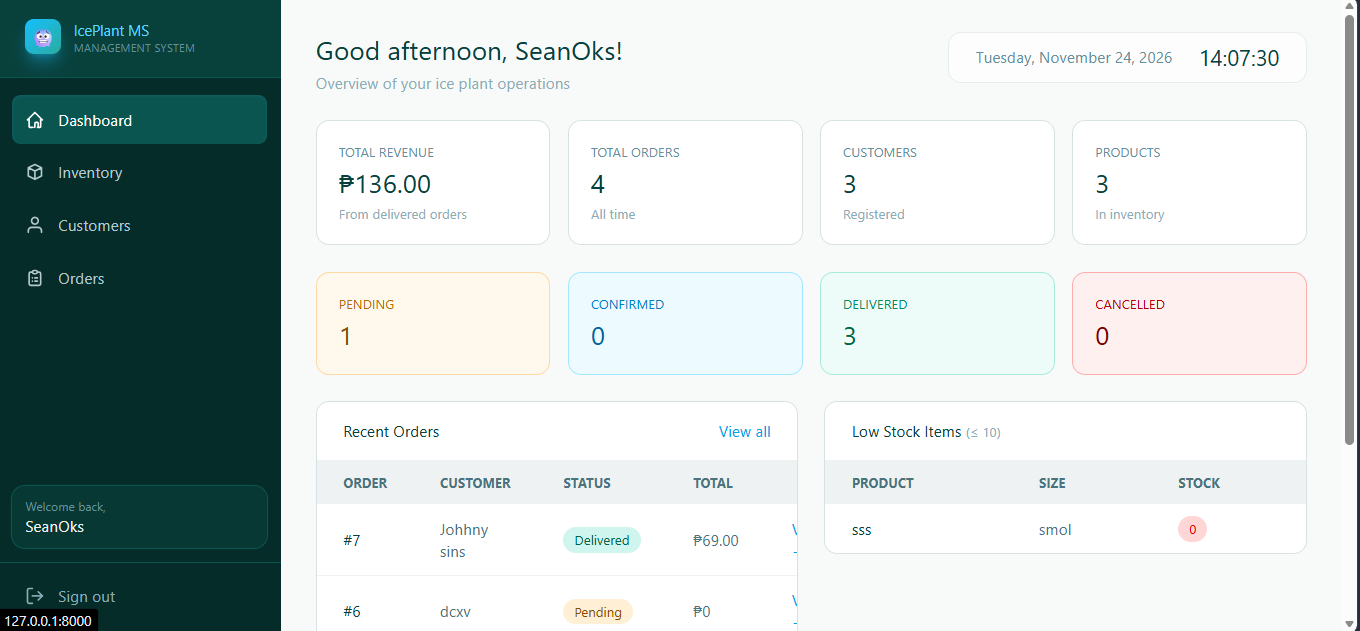 IcePlant MS
MANAGEMENT SYSTEM
Dashboard
Inventory
Customers
Orders
Welcome back,
SeanOks
Sign out
127.0.0.1:8000
Good afternoon, SeanOks!
Overview of your ice plant operations
Tuesday, November 24, 2026 14:07:30
TOTAL REVENUE
₱136.00
From delivered orders
TOTAL ORDERS
4
All time
CUSTOMERS
3
Registered
PRODUCTS
3
In inventory
PENDING
1
CONFIRMED
0
DELIVERED
3
CANCELLED
0
Recent Orders View all
ORDER CUSTOMER STATUS TOTAL
#7 Johhny sins Delivered ₱69.00
#6 dcxv Pending ₱0
Low Stock Items (≤ 10)
PRODUCT SIZE STOCK
sss smol 0